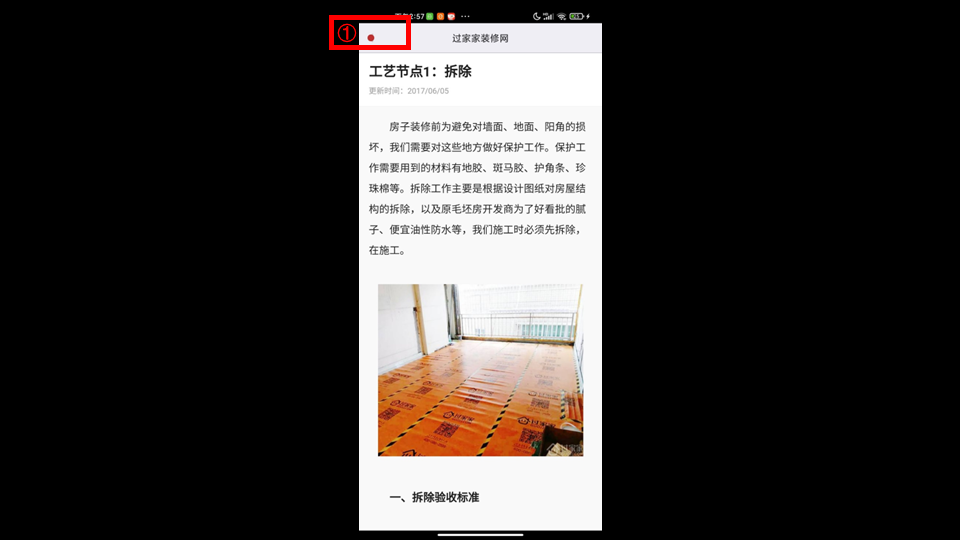 2:57
①
过家家装修网
工艺节点1：拆除
更新时间：2017/06/05
房子装修前为避免对墙面、地面、阳角的损
坏，我们需要对这些地方做好保护工作。保护工
作需要用到的材料有地胶、斑马胶、护角条、珍
珠棉等。拆除工作主要是根据设计图纸对房屋结
构的拆除，以及原毛坯房开发商为了好看批的腻
子、便宜油性防水等，我们施工时必须先拆除，
在施工。
过家家
一、拆除验收标准